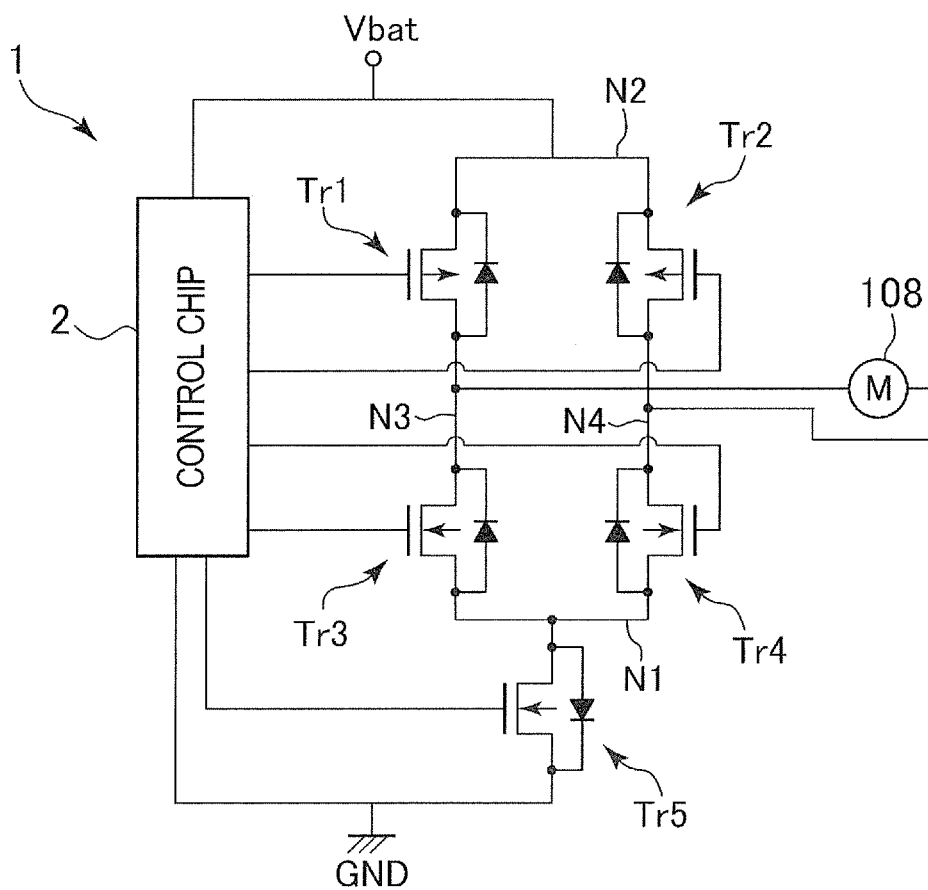 Vbat
1
N2
Tr2
Tr1
108
2
CONTROL CHIP
M
N3
N4
Tr3
Tr4
N1
Tr5
GND